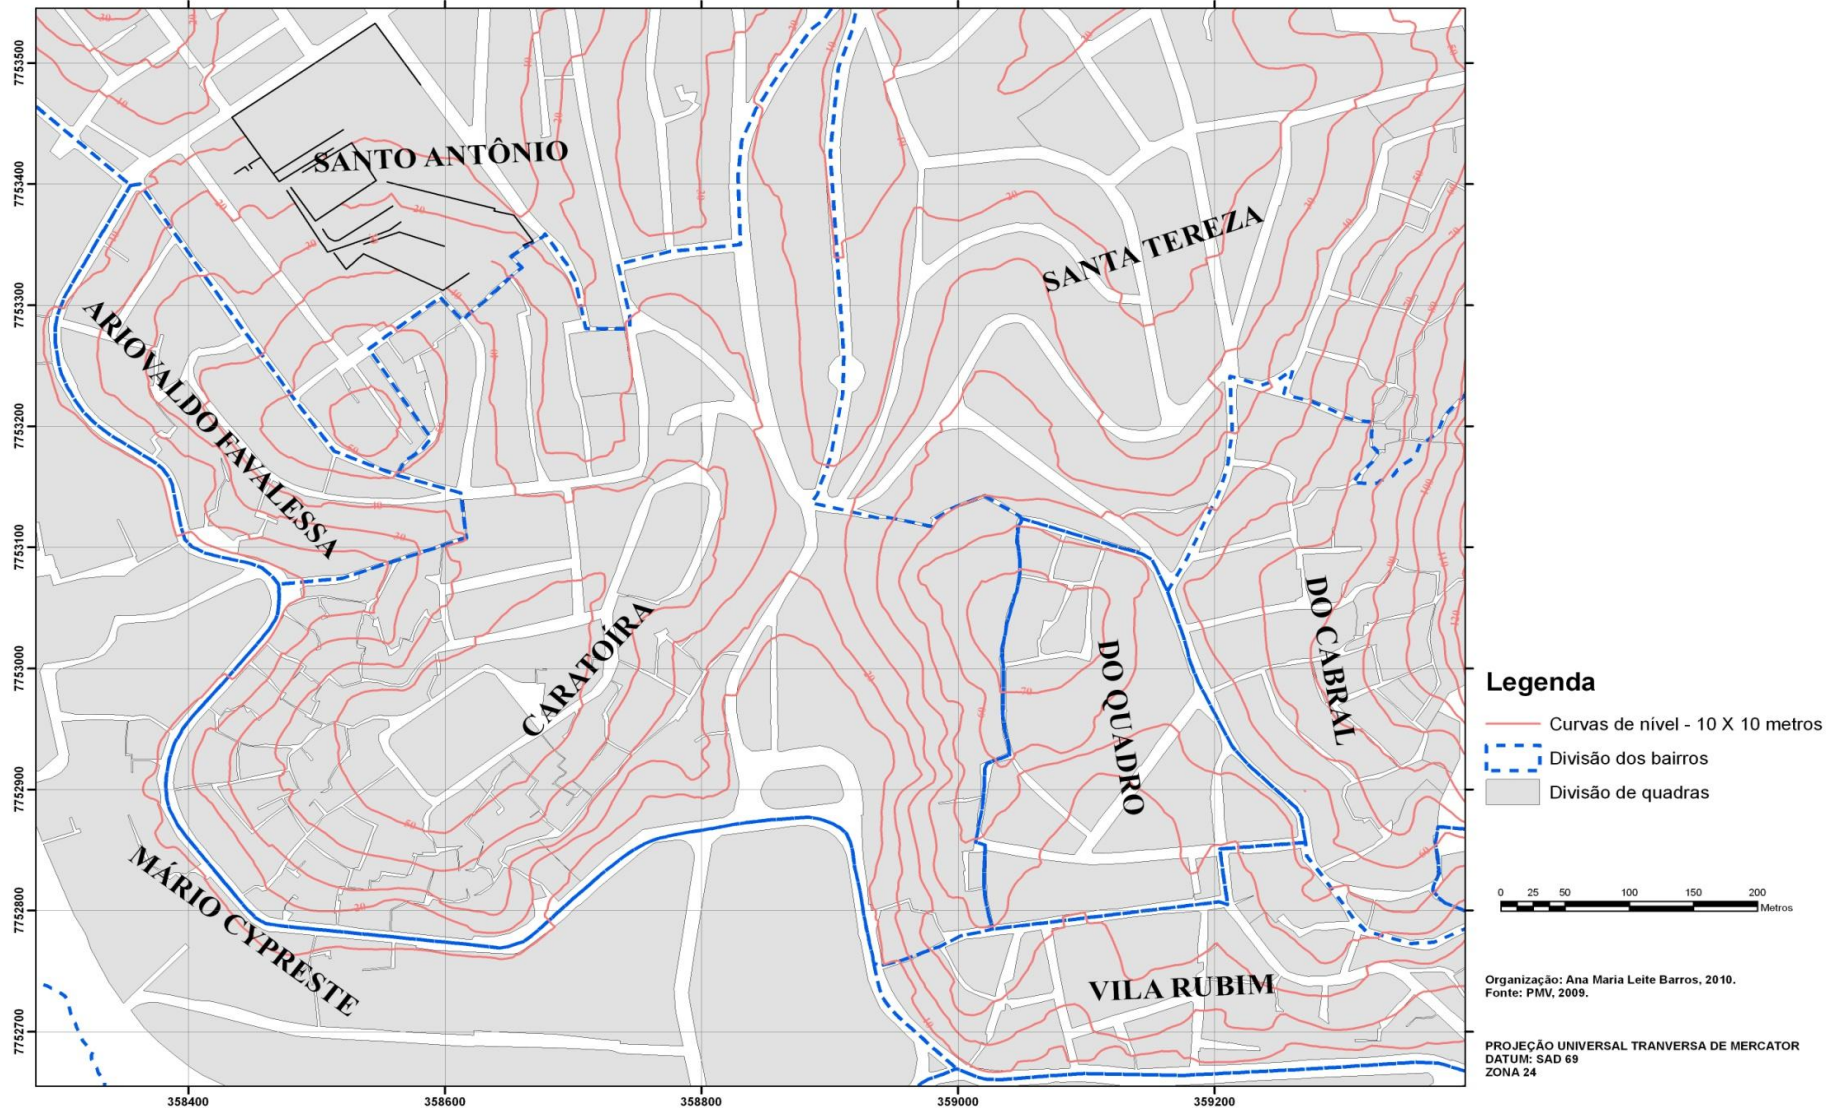 SANTO ANTÔNIO
SANTA TEREZA
ARIOVALDO FAVALESSA
CARATOÍRA
DO QUADRO
DO CABRAL
MÁRIO CYPRESTE
VILA RUBIM
7753500
7753400
7753300
7753200
7753100
7753000
7752900
7752800
7752700
358400
358600
358800
359000
359200
Legenda
Curvas de nível - 10 X 10 metros
Divisão dos bairros
Divisão de quadras
0 25 50 100 150 200
Metros
Organização: Ana Maria Leite Barros, 2010.
Fonte: PMV, 2009.
PROJEÇÃO UNIVERSAL TRANVERSA DE MERCATOR
DATUM: SAD 69
ZONA 24